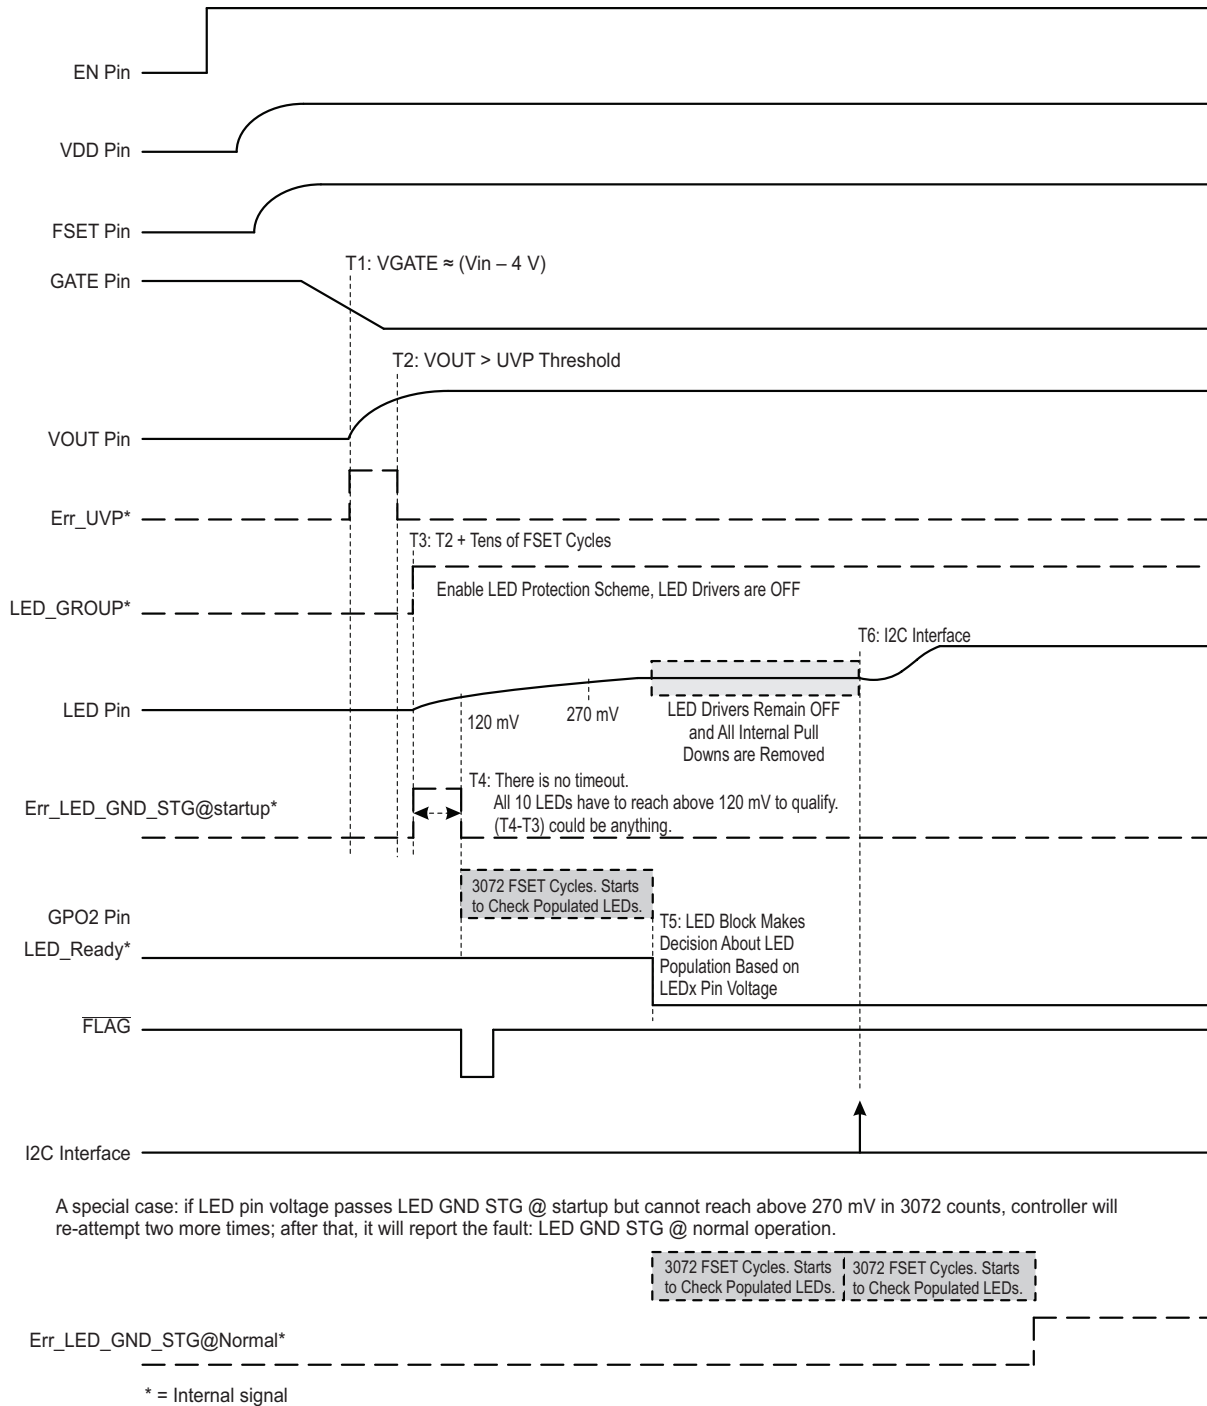 EN Pin
VDD Pin
FSET Pin
T1: VGATE ≈ (Vin – 4 V)
GATE Pin
T2: VOUT > UVP Threshold
VOUT Pin
Err_UVP*
T3: T2 + Tens of FSET Cycles
Enable LED Protection Scheme, LED Drivers are OFF
LED_GROUP*
T6: I2C Interface
LED Pin
120 mV
270 mV
LED Drivers Remain OFF
and All Internal Pull
Downs are Removed
T4: There is no timeout.
All 10 LEDs have to reach above 120 mV to qualify.
(T4-T3) could be anything.
Err_LED_GND_STG@startup*
3072 FSET Cycles. Starts
to Check Populated LEDs.
GPO2 Pin
LED_Ready*
T5: LED Block Makes
Decision About LED
Population Based on
LEDx Pin Voltage
FLAG
I2C Interface
A special case: if LED pin voltage passes LED GND STG @ startup but cannot reach above 270 mV in 3072 counts, controller will
re-attempt two more times; after that, it will report the fault: LED GND STG @ normal operation.
3072 FSET Cycles. Starts
to Check Populated LEDs.
3072 FSET Cycles. Starts
to Check Populated LEDs.
Err_LED_GND_STG@Normal*
* = Internal signal